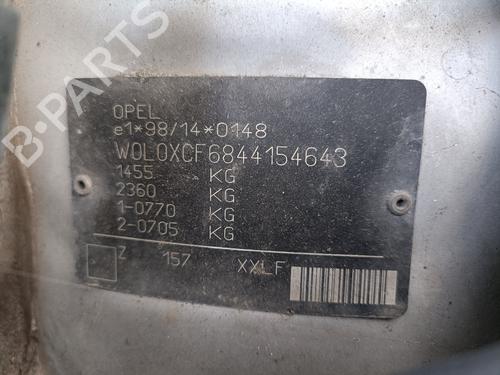 OPEL
e1*98/14*0148
W0L0XCF6844154643
1455 KG
2360 KG
1-0770 KG
2-0705 KG
Z 157 XXLF
B-PARTS